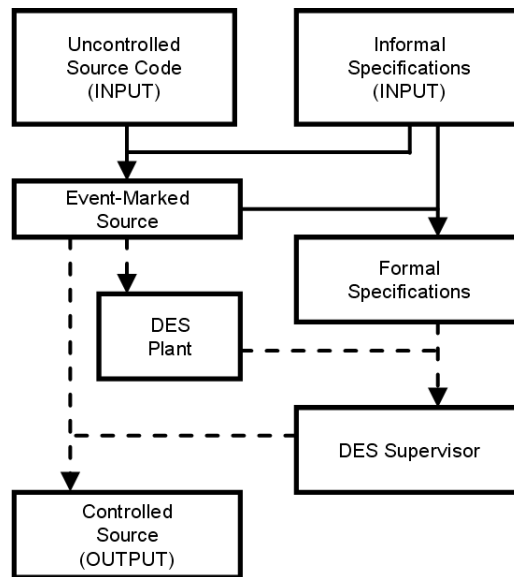 Uncontrolled
Source Code
(INPUT)
Informal
Specifications
(INPUT)
Event-Marked
Source
Formal
Specifications
DES
Plant
DES Supervisor
Controlled
Source
(OUTPUT)